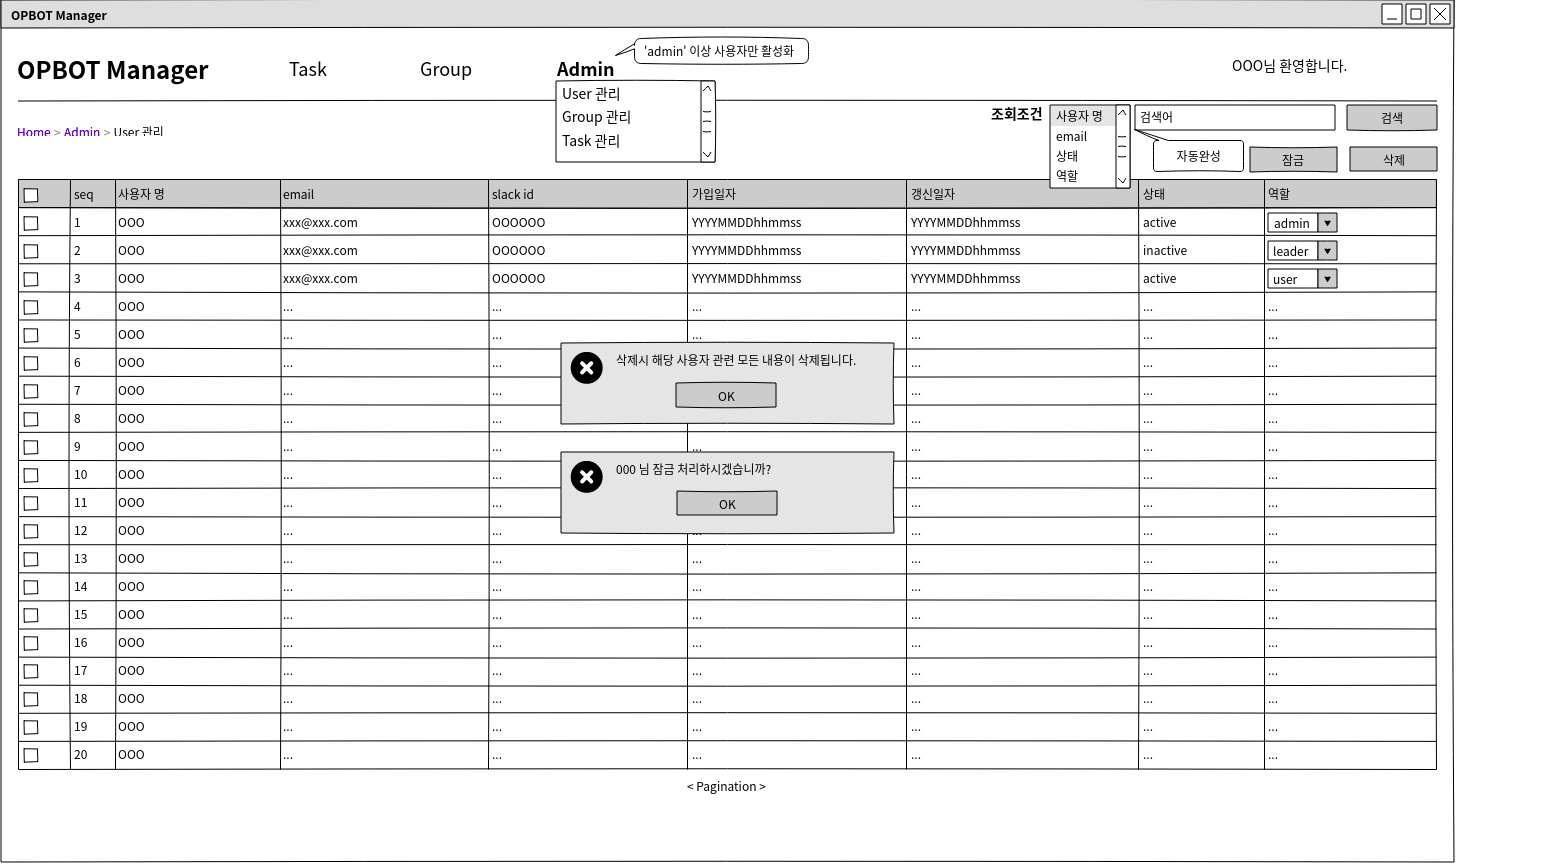 OPBOT Manager
'admin' 이상 사용자만 활성화
OPBOT Manager Task Group Admin OOO님 환영합니다.
User 관리
Group 관리
Task 관리
조회조건 사용자 명 검색어 검색
email
상태
역할
자동완성 잠금 삭제
Home > Admin > User 관리
seq 사용자 명 email slack id 가입일자 갱신일자 상태 역할
1 OOO xxx@xxx.com OOOOOO YYYYMMDDhhmmss YYYYMMDDhhmmss active admin
2 OOO xxx@xxx.com OOOOOO YYYYMMDDhhmmss YYYYMMDDhhmmss inactive leader
3 OOO xxx@xxx.com OOOOOO YYYYMMDDhhmmss YYYYMMDDhhmmss active user
4 OOO ... ... ... ... ... ...
5 OOO ... ... ... ... ... ...
6 OOO ... ... ... ... ...
7 OOO ... ... ... ... ...
8 OOO ... ... ... ... ...
9 OOO ... ... ... ... ... ...
10 OOO ... ... ... ... ...
11 OOO ... ... ... ... ...
12 OOO ... ... ... ... ... ...
13 OOO ... ... ... ... ... ...
14 OOO ... ... ... ... ... ...
15 OOO ... ... ... ... ... ...
16 OOO ... ... ... ... ... ...
17 OOO ... ... ... ... ... ...
18 OOO ... ... ... ... ... ...
19 OOO ... ... ... ... ... ...
20 OOO ... ... ... ... ... ...
삭제시 해당 사용자 관련 모든 내용이 삭제됩니다.
OK
000 님 잠금 처리하시겠습니까?
OK
< Pagination >